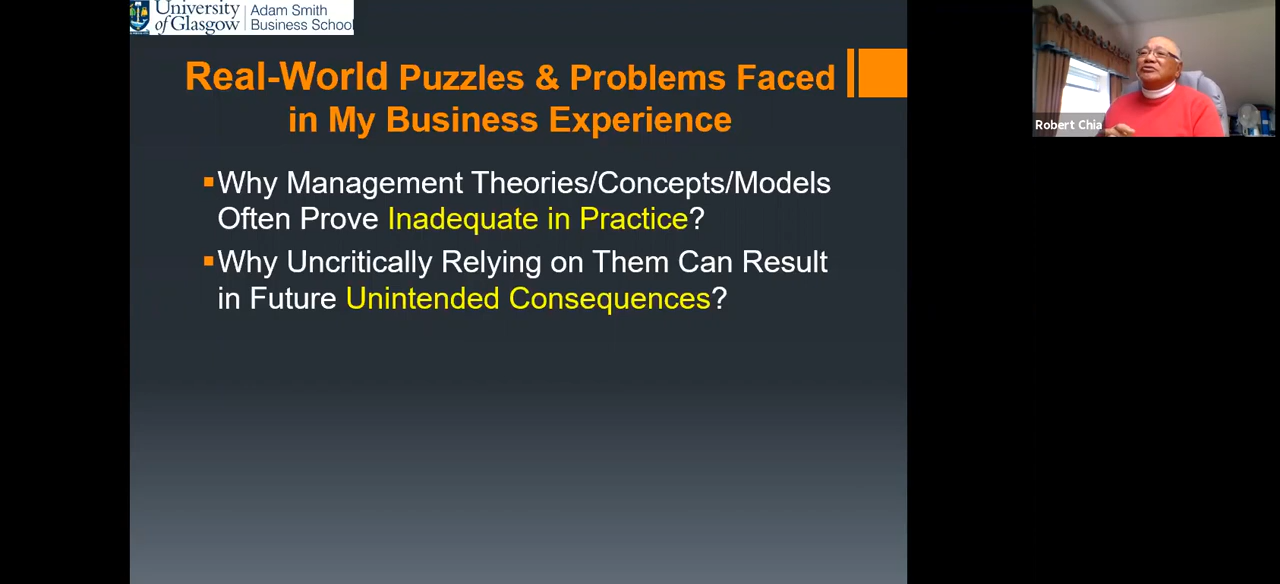 University of Glasgow
Adam Smith Business School
Real-World Puzzles & Problems Faced
in My Business Experience
Why Management Theories/Concepts/Models
Often Prove Inadequate in Practice?
Why Uncritically Relying on Them Can Result
in Future Unintended Consequences?
Robert Chia